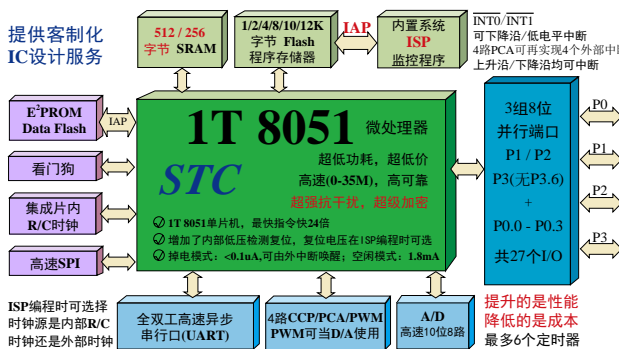 提供客制化
IC设计服务
512 / 256
字节 SRAM
1/2/4/8/10/12K
字节 Flash
程序存储器
IAP
内置系统
ISP
监控程序
INT0/INT1
可下降沿/低电平中断
4路PCA可再实现4个外部中
上升沿/下降沿均可中断
E²PROM
Data Flash
IAP
看门狗
集成片内
R/C时钟
高速SPI
1T 8051
微处理器
STC
超低功耗，超低价
高速(0-35M)，高可靠
超强抗干扰，超级加密
1T 8051单片机，最快指令快24倍
增加了内部低压检测复位，复位电压在ISP编程时可选
掉电模式：<0.1uA,可由外中断唤醒；空闲模式：1.8mA
3组8位
并行端口
P1 / P2
P3(无P3.6)
+
P0.0 - P0.3
共27个I/O
P0
P1
P2
P3
ISP编程时可选择
时钟源是内部R/C
时钟还是外部时钟
全双工高速异步
串行口(UART)
4路CCP/PCA/PWM
PWM可当D/A使用
A/D
高速10位8路
提升的是性能
降低的是成本
最多6个定时器